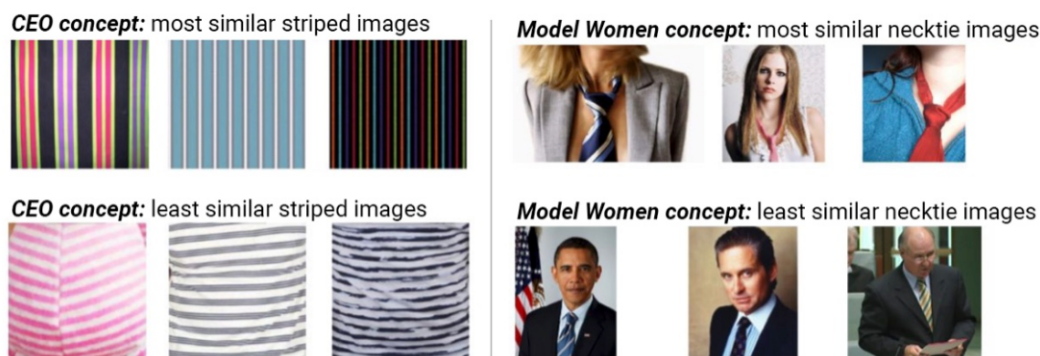 CEO concept: most similar striped images
Model Women concept: most similar necktie images
CEO concept: least similar striped images
Model Women concept: least similar necktie images